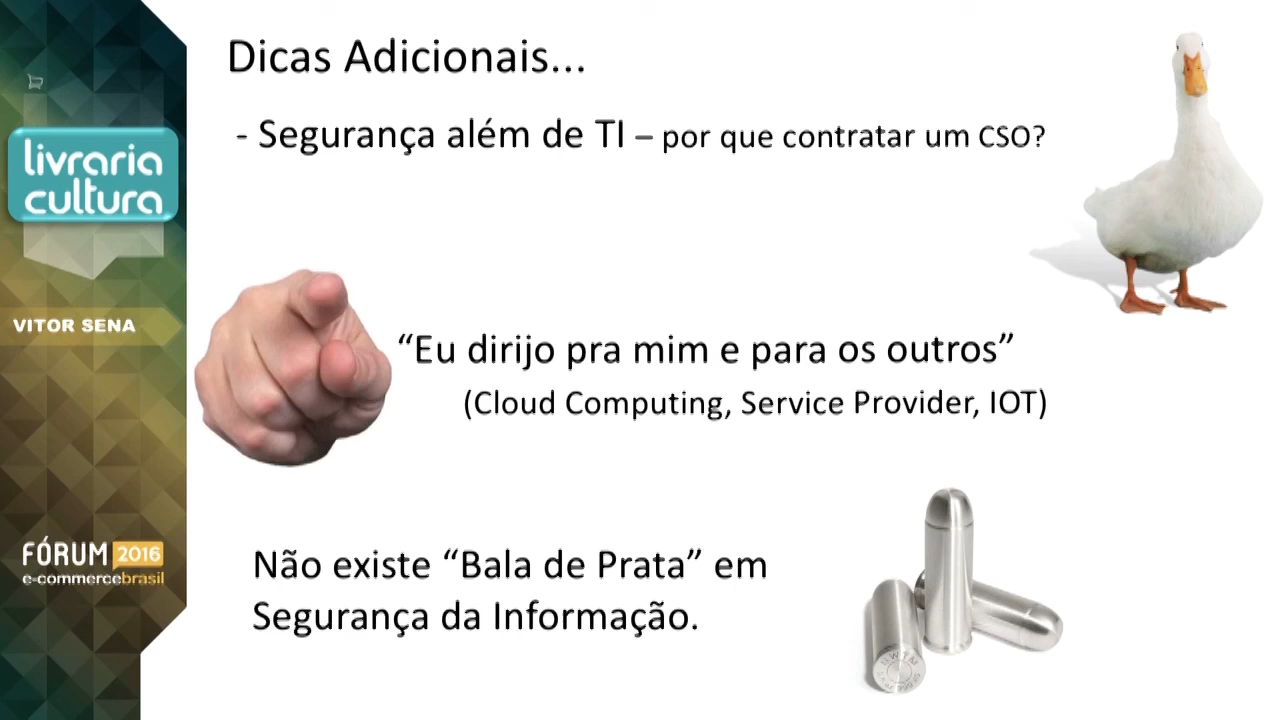 Dicas Adicionais...
- Segurança além de TI – por que contratar um CSO?
livraria
cultura
VITOR SENA
“Eu dirijo pra mim e para os outros”
(Cloud Computing, Service Provider, IOT)
FÓRUM 2016
e-commercebrasil
Não existe “Bala de Prata” em
Segurança da Informação.